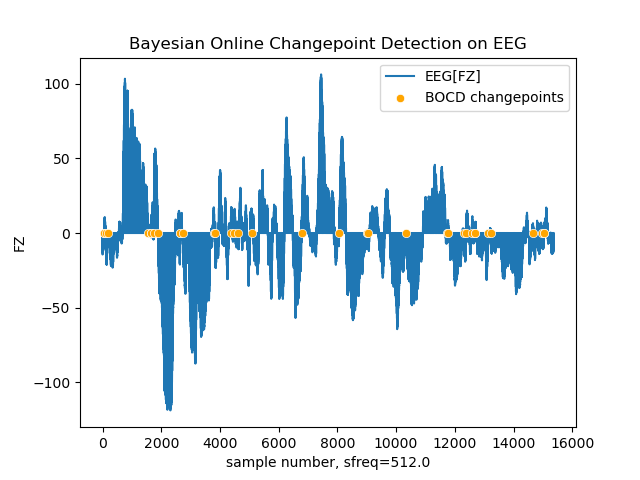 Bayesian Online Changepoint Detection on EEG
EEG[FZ]
BOCD changepoints
100
50
0
−50
−100
FZ
0 2000 4000 6000 8000 10000 12000 14000 16000
sample number, sfreq=512.0